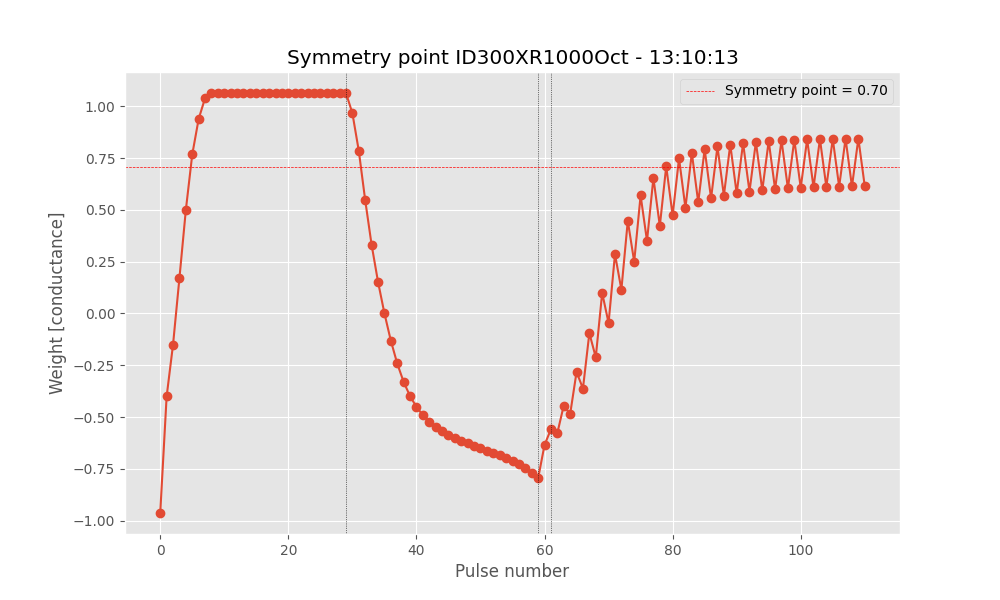 Symmetry point ID300XR1000Oct - 13:10:13
Symmetry point = 0.70
Weight [conductance]
1.00
0.75
0.50
0.25
0.00
−0.25
−0.50
−0.75
−1.00
0 20 40 60 80 100
Pulse number